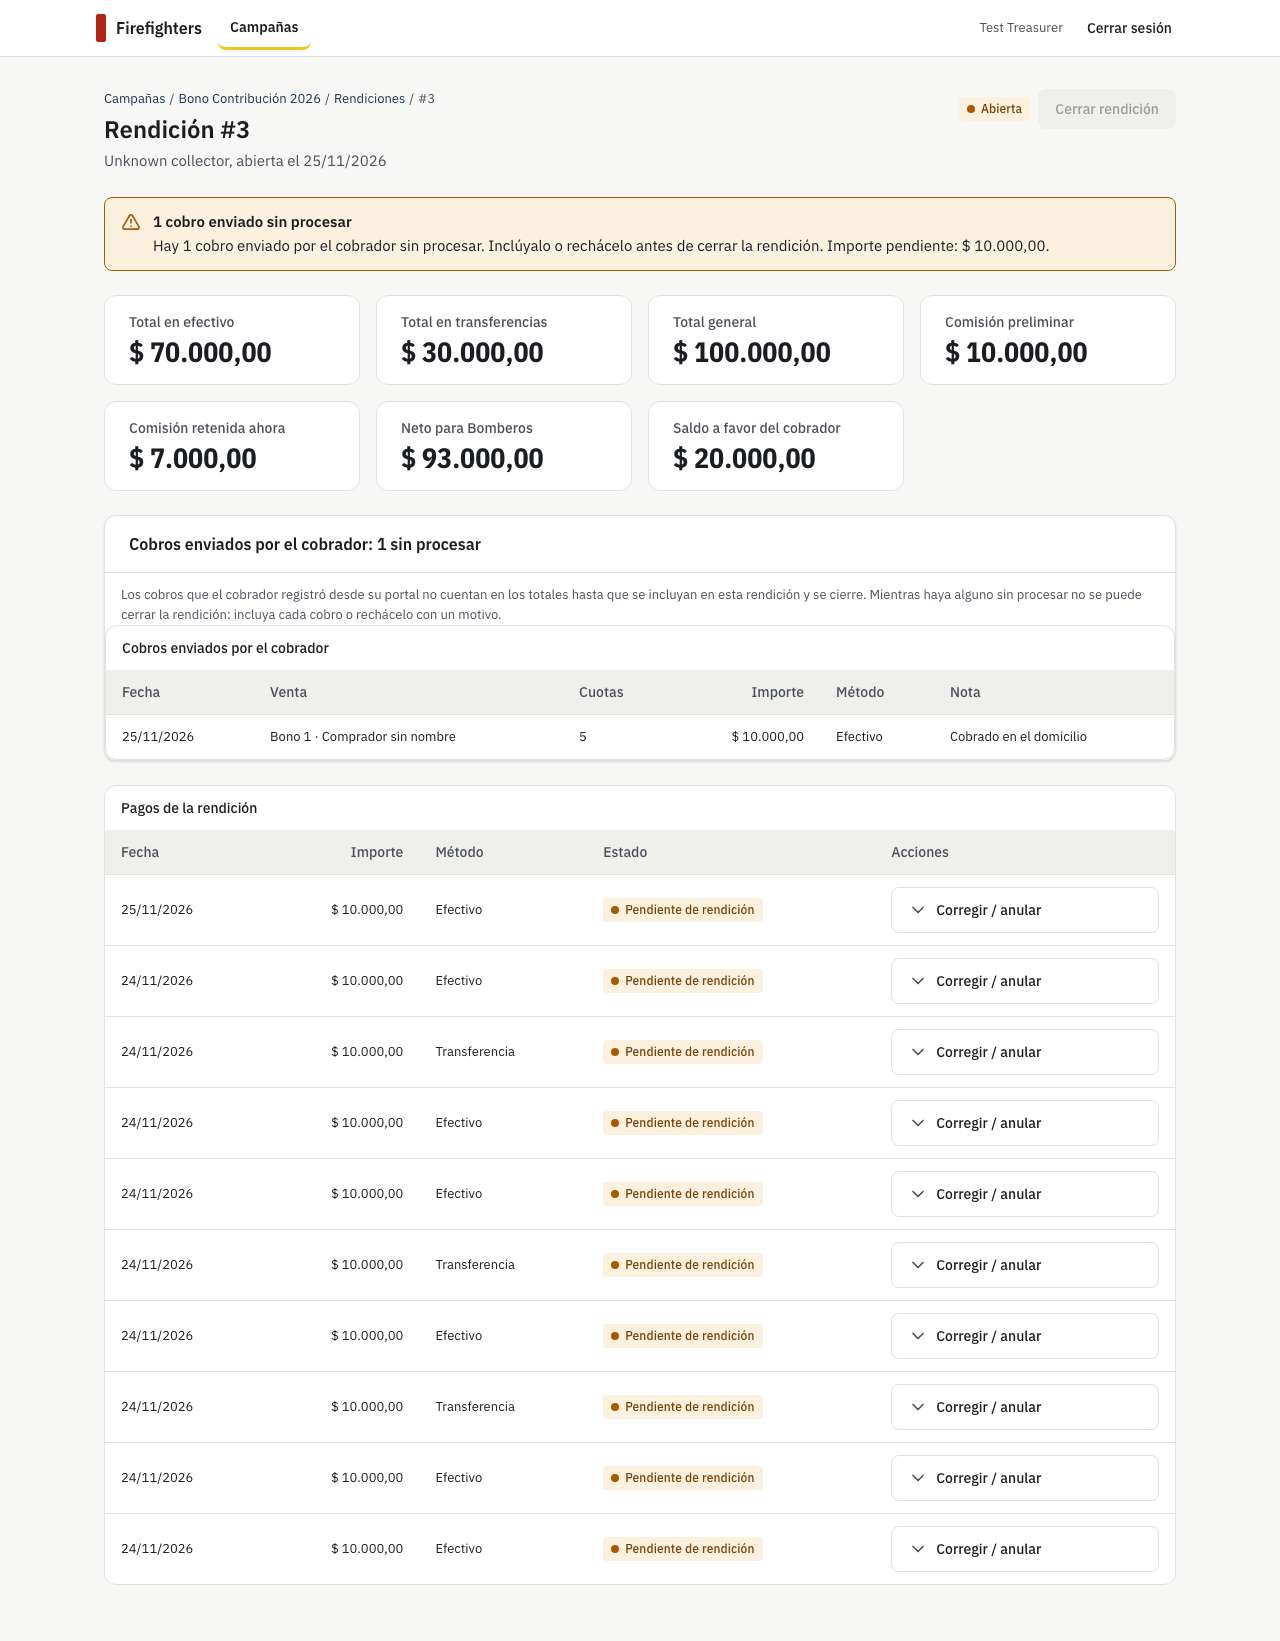 Firefighters
Campañas
Test Treasurer
Cerrar sesión
Campañas / Bono Contribución 2026 / Rendiciones / #3
Rendición #3
Unknown collector, abierta el 25/11/2026
Abierta
Cerrar rendición
1 cobro enviado sin procesar
Hay 1 cobro enviado por el cobrador sin procesar. Inclúyalo o rechácelo antes de cerrar la rendición. Importe pendiente: $ 10.000,00.
Total en efectivo
$ 70.000,00
Total en transferencias
$ 30.000,00
Total general
$ 100.000,00
Comisión preliminar
$ 10.000,00
Comisión retenida ahora
$ 7.000,00
Neto para Bomberos
$ 93.000,00
Saldo a favor del cobrador
$ 20.000,00
Cobros enviados por el cobrador: 1 sin procesar
Los cobros que el cobrador registró desde su portal no cuentan en los totales hasta que se incluyan en esta rendición y se cierre. Mientras haya alguno sin procesar no se puede
cerrar la rendición: incluya cada cobro o rechácelo con un motivo.
Cobros enviados por el cobrador
Fecha Venta Cuotas Importe Método Nota
25/11/2026 Bono 1 · Comprador sin nombre 5 $ 10.000,00 Efectivo Cobrado en el domicilio
Pagos de la rendición
Fecha Importe Método Estado Acciones
25/11/2026 $ 10.000,00 Efectivo Pendiente de rendición Corregir / anular
24/11/2026 $ 10.000,00 Efectivo Pendiente de rendición Corregir / anular
24/11/2026 $ 10.000,00 Transferencia Pendiente de rendición Corregir / anular
24/11/2026 $ 10.000,00 Efectivo Pendiente de rendición Corregir / anular
24/11/2026 $ 10.000,00 Efectivo Pendiente de rendición Corregir / anular
24/11/2026 $ 10.000,00 Transferencia Pendiente de rendición Corregir / anular
24/11/2026 $ 10.000,00 Efectivo Pendiente de rendición Corregir / anular
24/11/2026 $ 10.000,00 Transferencia Pendiente de rendición Corregir / anular
24/11/2026 $ 10.000,00 Efectivo Pendiente de rendición Corregir / anular
24/11/2026 $ 10.000,00 Efectivo Pendiente de rendición Corregir / anular